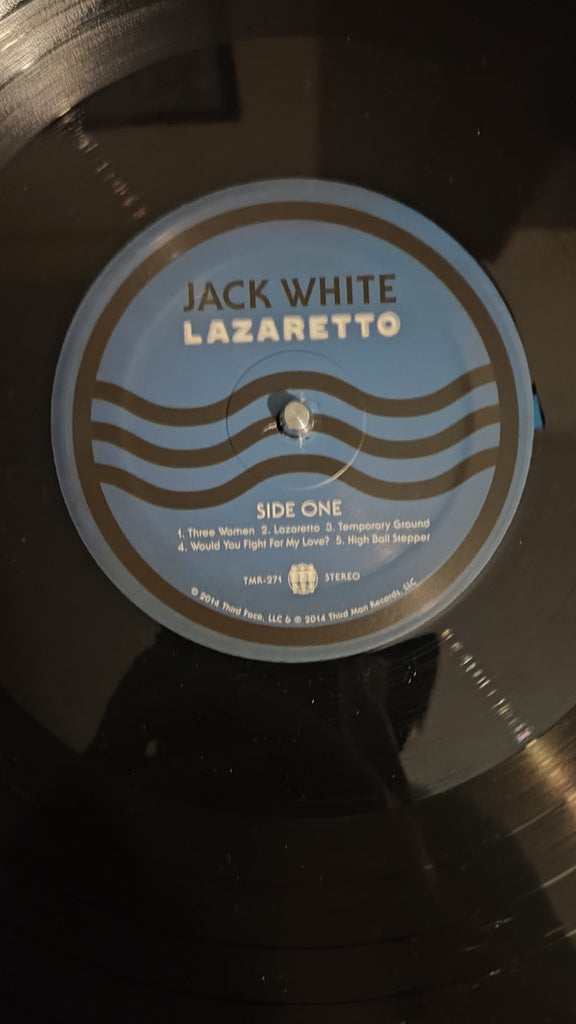 JACK WHITE
LAZARETTO
SIDE ONE
1. Three Women 2. Lazaretto 3. Temporary Ground
4. Would You Fight For My Love? 5. High Ball Stepper
TMR-271 STEREO
© 2014 Third Face, LLC & ℗ 2014 Third Man Records, LLC